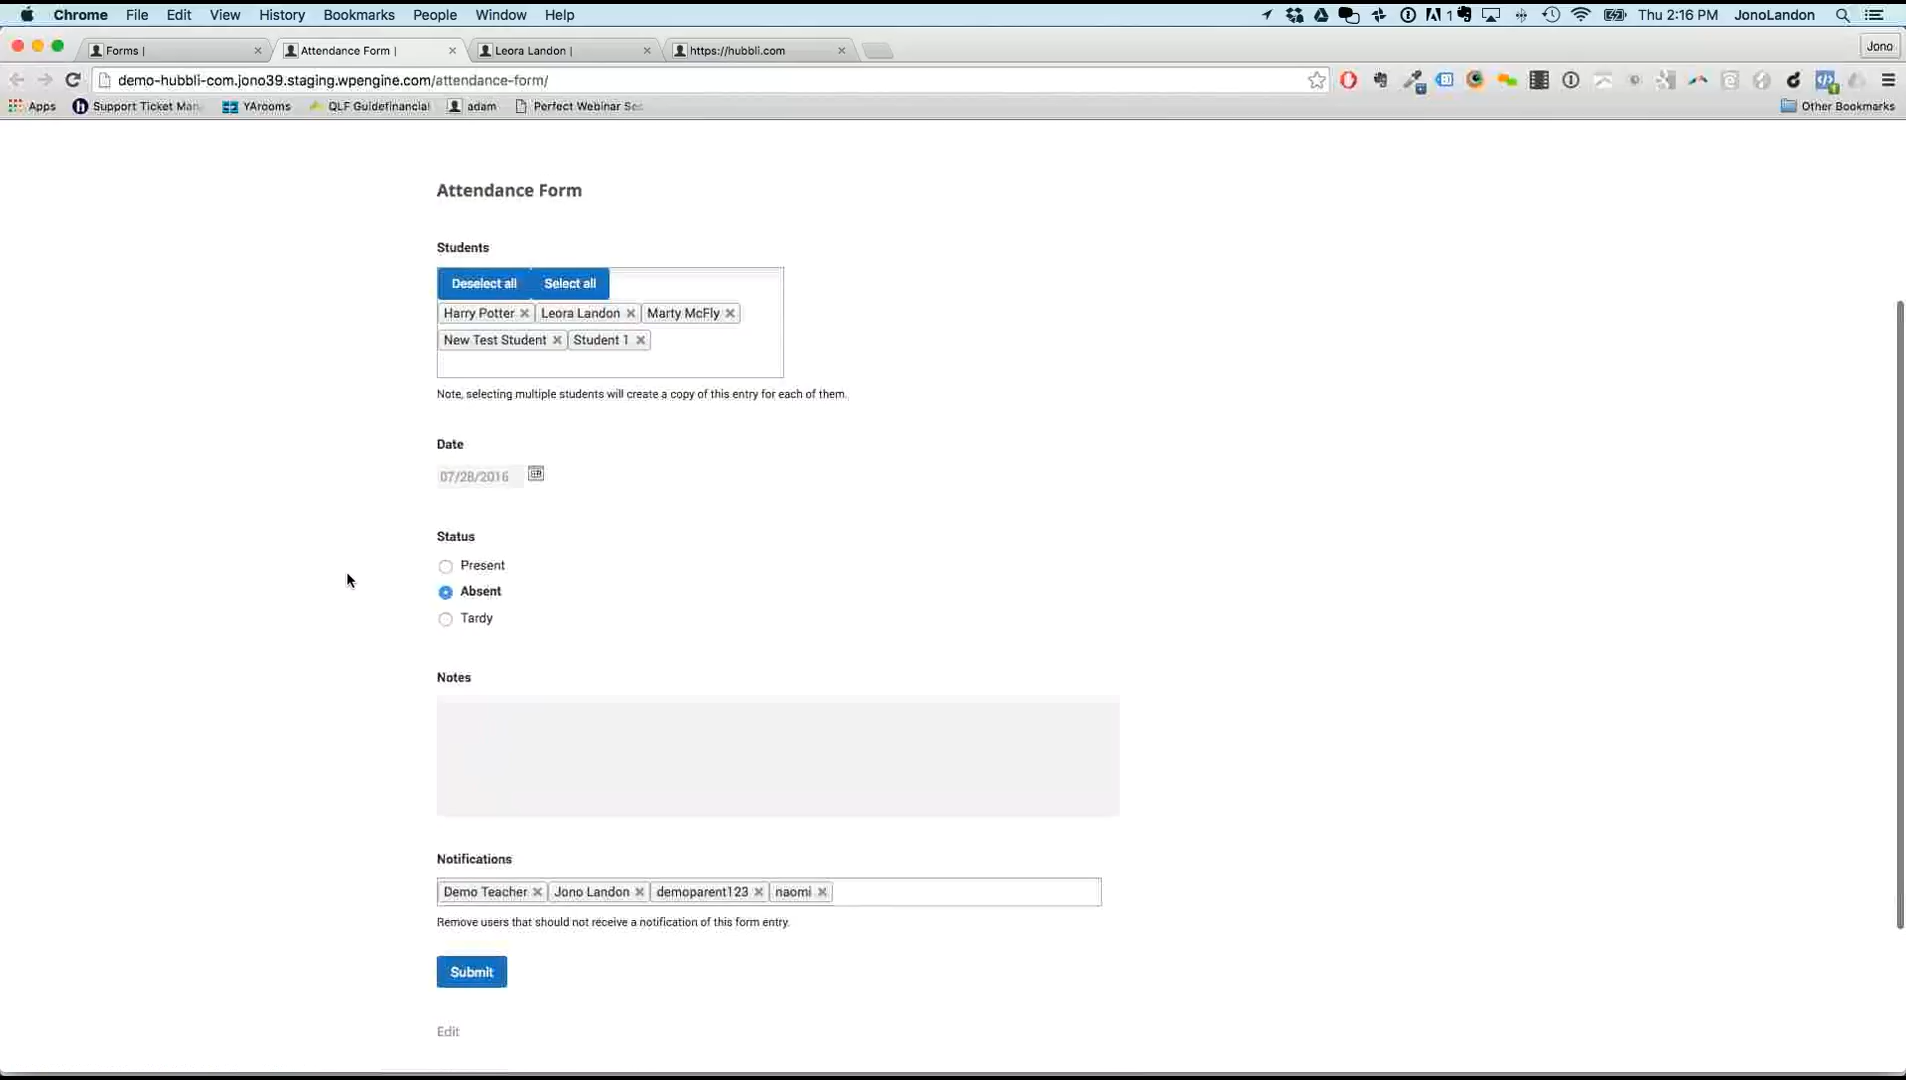 Chrome File Edit View History Bookmarks People Window Help 1 Thu 2:16 PM JonoLandon
Forms | Attendance Form | Leora Landon | https://hubbli.com Jono
demo-hubbli-com.jono39.staging.wpengine.com/attendance-form/
Apps Support Ticket Man YArooms QLF Guidefinancial adam Perfect Webinar Sec Other Bookmarks
Attendance Form
Students
Deselect all Select all
Harry Potter Leora Landon Marty McFly
New Test Student Student 1
Note, selecting multiple students will create a copy of this entry for each of them.
Date
07/28/2016
Status
Present
Absent
Tardy
Notes
Notifications
Demo Teacher Jono Landon demoparent123 naomi
Remove users that should not receive a notification of this form entry.
Submit
Edit